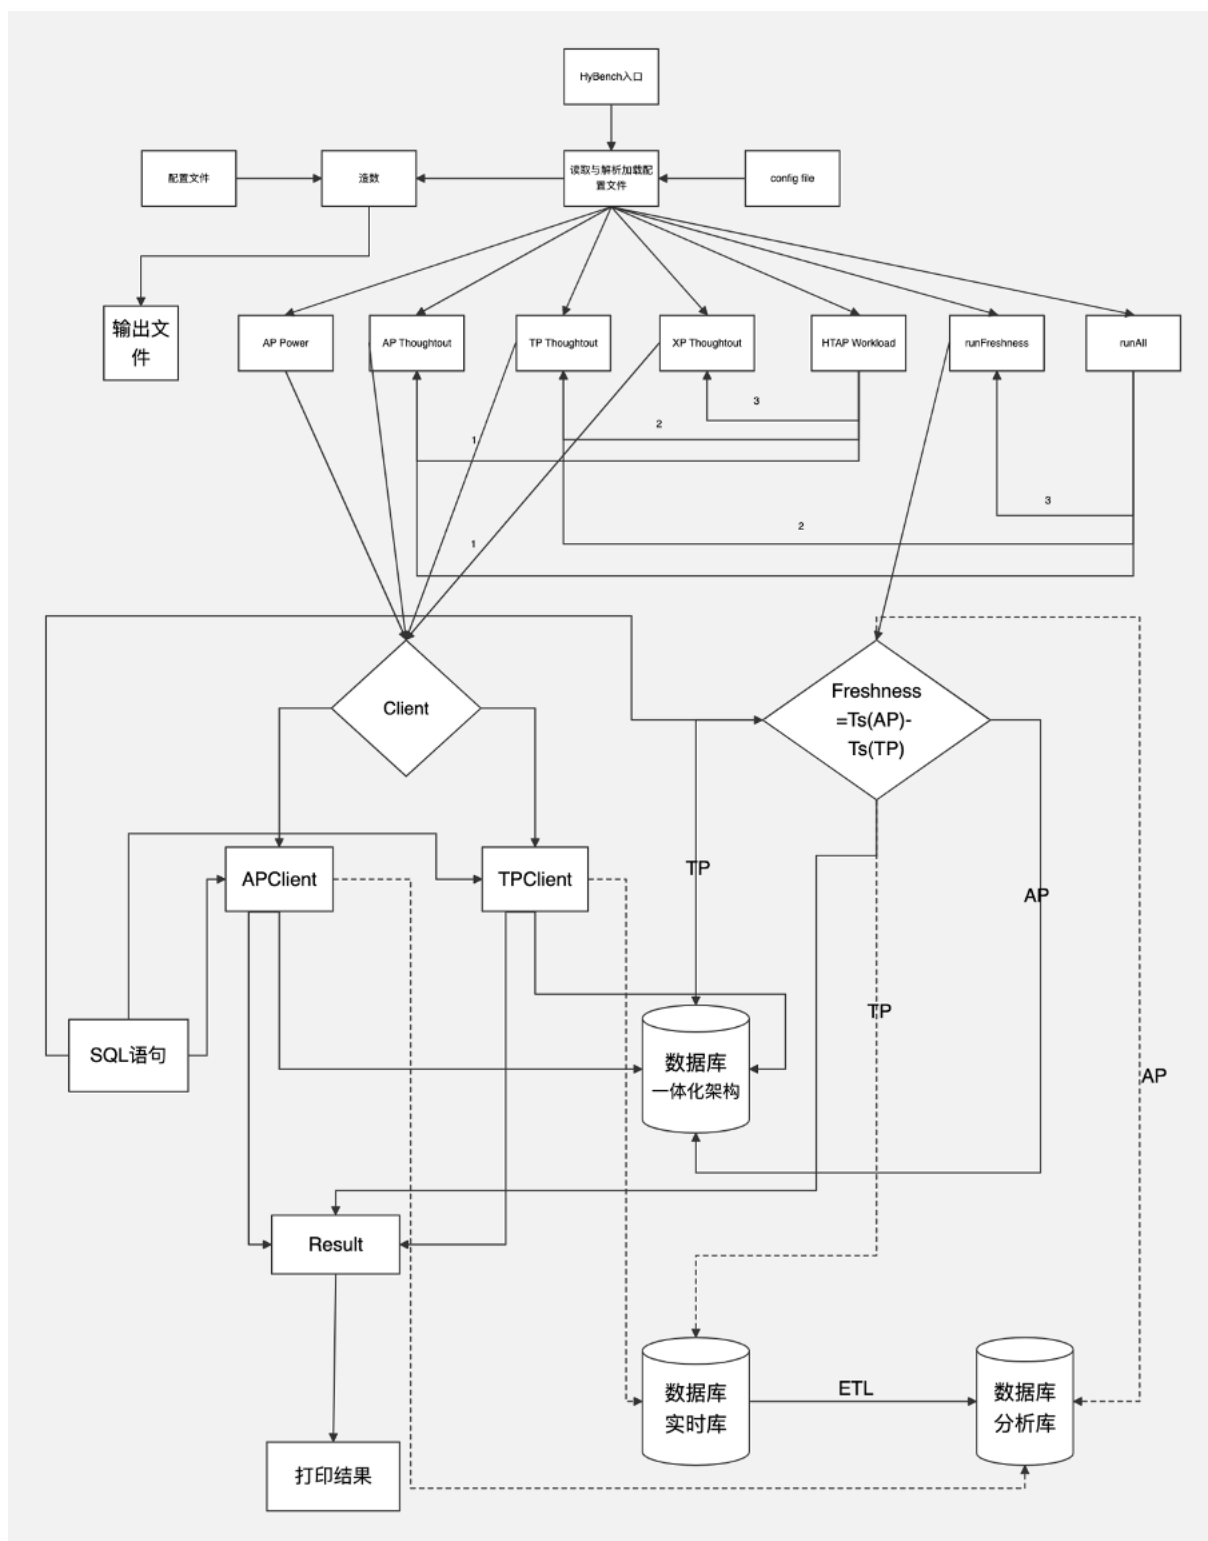 HyBench入口
配置文件
造数
读取与解析加载配
置文件
config file
输出文
件
AP Power
AP Thoughtout
TP Thoughtout
XP Thoughtout
HTAP Workload
runFreshness
runAll
3
2
1
3
2
1
Client
Freshness
=Ts(AP)-
Ts(TP)
APClient
TPClient
TP
AP
TP
SQL语句
数据库
一体化架构
AP
Result
数据库
实时库
ETL
数据库
分析库
打印结果